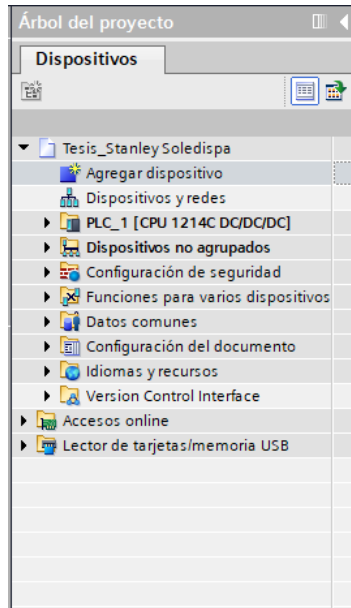 Árbol del proyecto
Dispositivos
Tesis_Stanley Soledispa
Agregar dispositivo
Dispositivos y redes
PLC_1 [CPU 1214C DC/DC/DC]
Dispositivos no agrupados
Configuración de seguridad
Funciones para varios dispositivos
Datos comunes
Configuración del documento
Idiomas y recursos
Version Control Interface
Accesos online
Lector de tarjetas/memoria USB